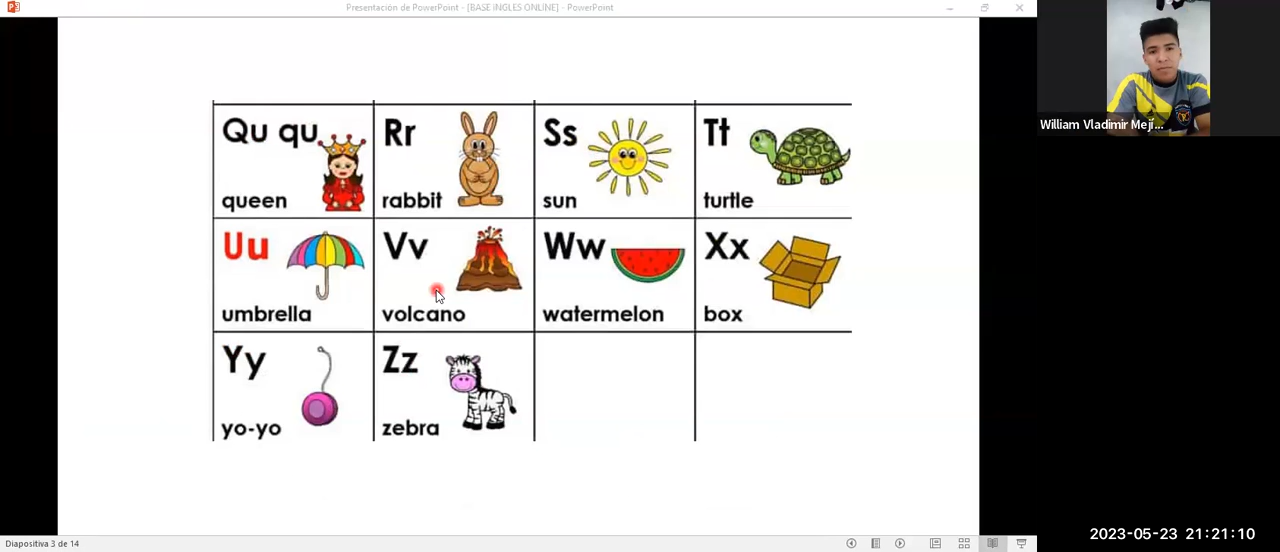 Presentación de PowerPoint - [BASE INGLES ONLINE] - PowerPoint
William Vladimir Mejí...
Qu qu
Rr
Ss
Tt
queen
rabbit
sun
turtle
Uu
Vv
Ww
Xx
umbrella
volcano
watermelon
box
Yy
Zz
yo-yo
zebra
Diapositiva 3 de 14
2023-05-23 21:21:10